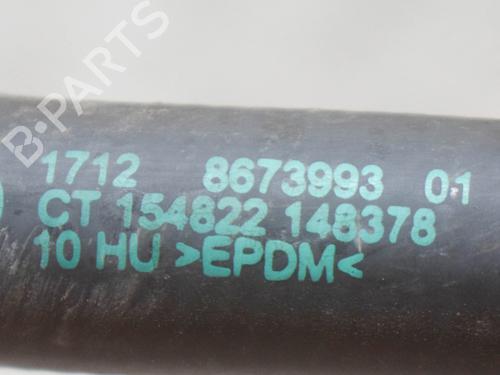 B-PARTS
1712 8673993 01
CT 154822 148378
10 HU >EPDM<